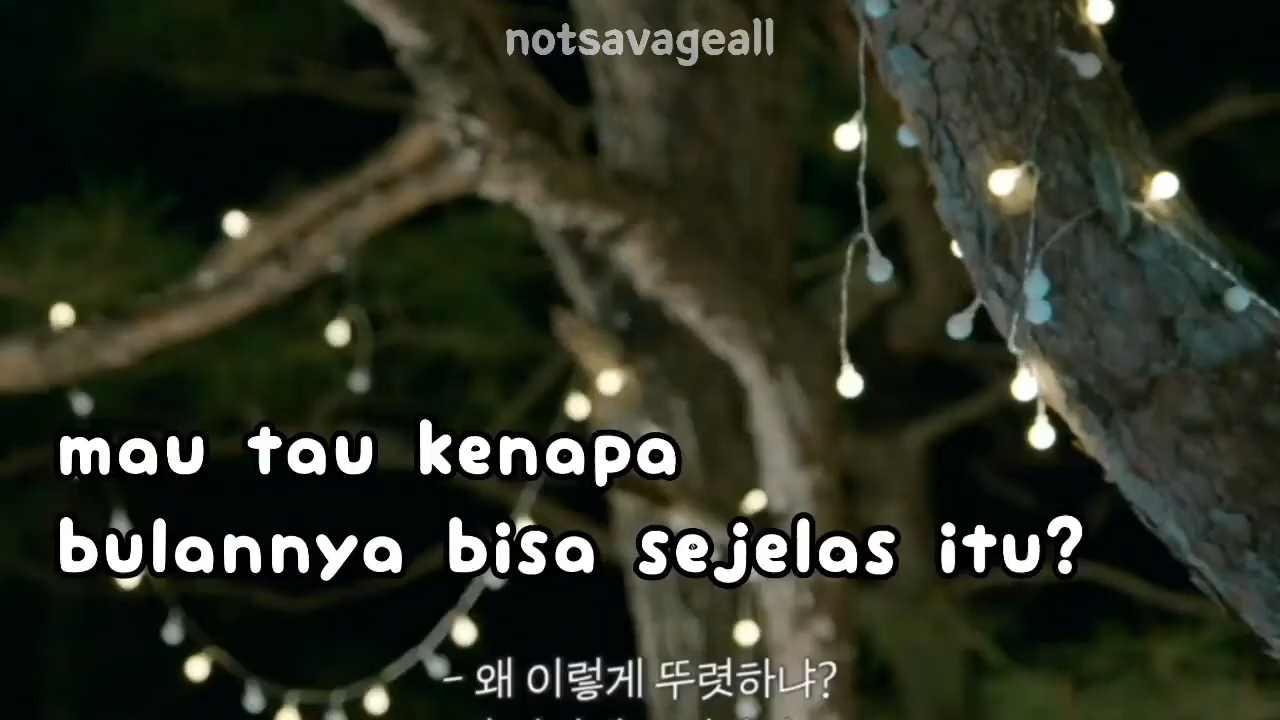 notsavageall
mau tau kenapa
bulannya bisa sejelas itu?
- 왜 이렇게 뚜렷하냐?